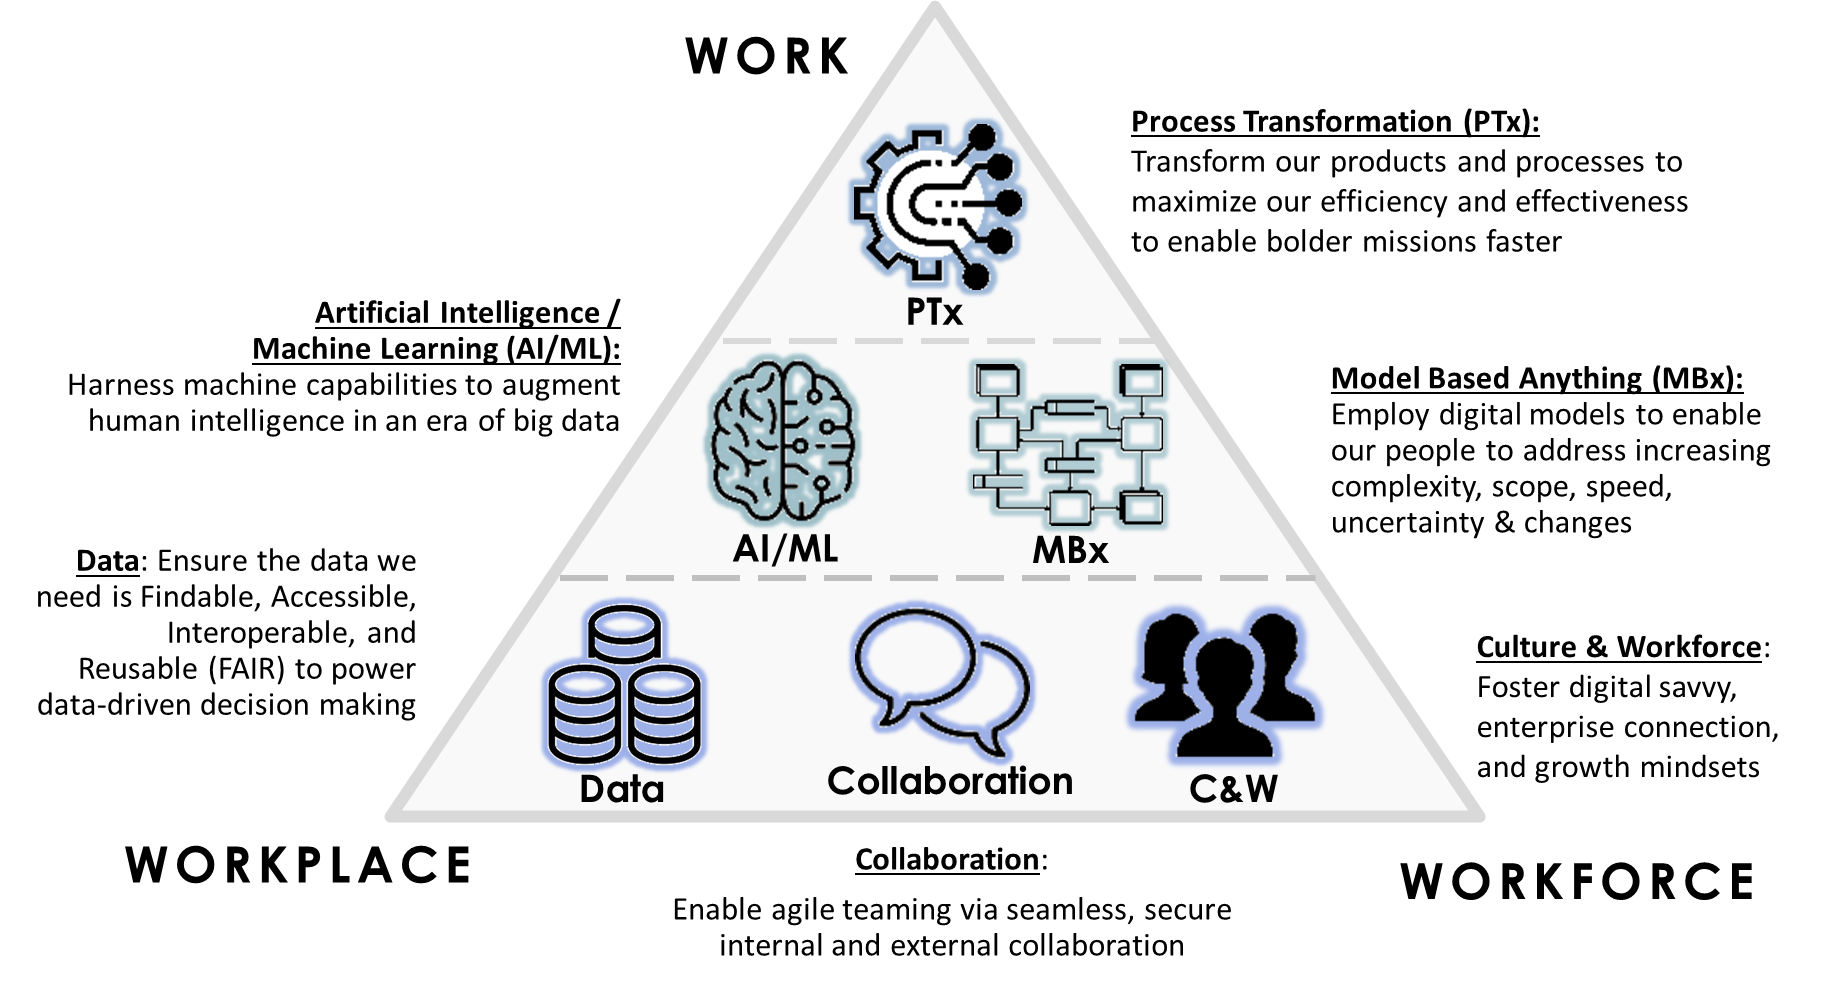 WORK
Process Transformation (PTx):
Transform our products and processes to
maximize our efficiency and effectiveness
to enable bolder missions faster
PTx
Artificial Intelligence /
Machine Learning (AI/ML):
Harness machine capabilities to augment
human intelligence in an era of big data
Model Based Anything (MBx):
Employ digital models to enable
our people to address increasing
complexity, scope, speed,
uncertainty & changes
AI/ML
MBx
Data: Ensure the data we
need is Findable, Accessible,
Interoperable, and
Reusable (FAIR) to power
data-driven decision making
Culture & Workforce:
Foster digital savvy,
enterprise connection,
and growth mindsets
Data
Collaboration
C&W
WORKPLACE
WORKFORCE
Collaboration:
Enable agile teaming via seamless, secure
internal and external collaboration